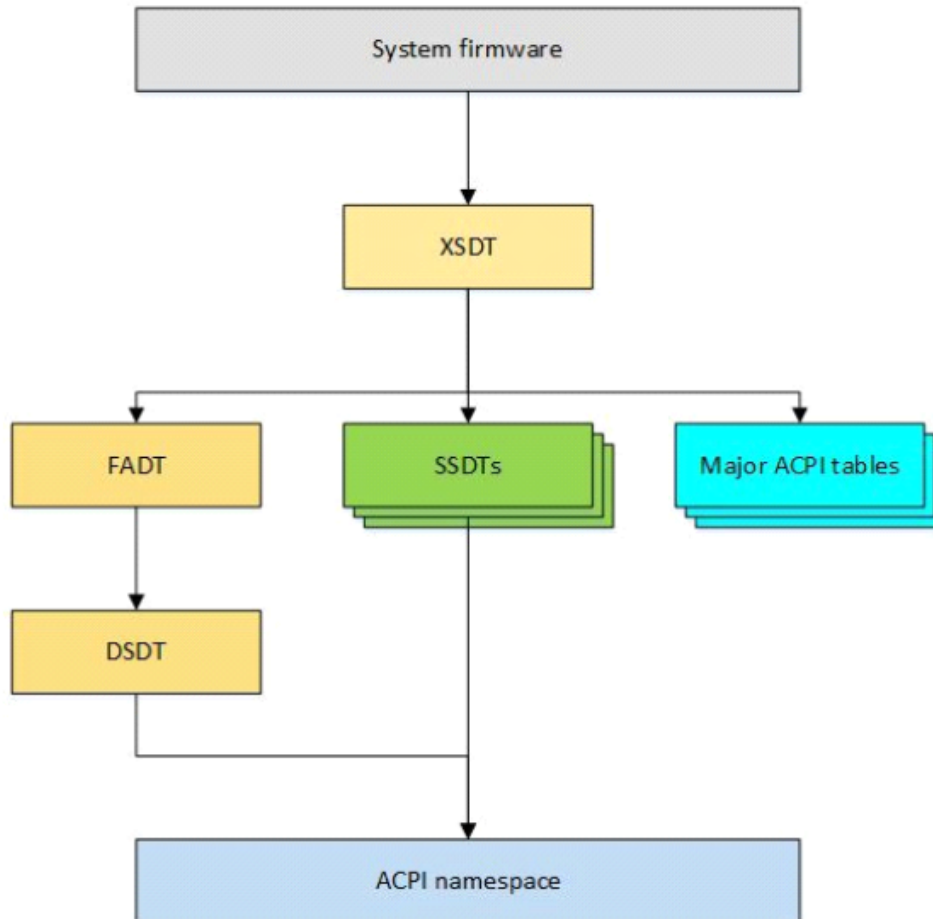 System firmware
XSDT
FADT
SSDTs
Major ACPI tables
DSDT
ACPI namespace